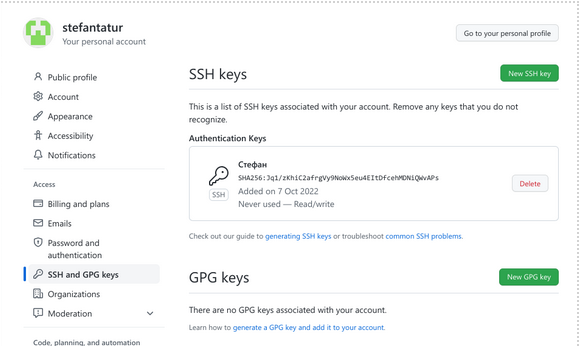 stefantatur
Your personal account
Go to your personal profile
Public profile
Account
Appearance
Accessibility
Notifications
Access
Billing and plans
Emails
Password and
authentication
SSH and GPG keys
Organizations
Moderation
Code, planning, and automation
SSH keys
New SSH key
This is a list of SSH keys associated with your account. Remove any keys that you do not
recognize.
Authentication Keys
Стефан
SHA256:Jq1/zKhiC2afrgVy9NoWx5eu4EItDfcehMDNiQWvAPs
SSH
Added on 7 Oct 2022
Never used — Read/write
Delete
Check out our guide to generating SSH keys or troubleshoot common SSH problems.
GPG keys
New GPG key
There are no GPG keys associated with your account.
Learn how to generate a GPG key and add it to your account.